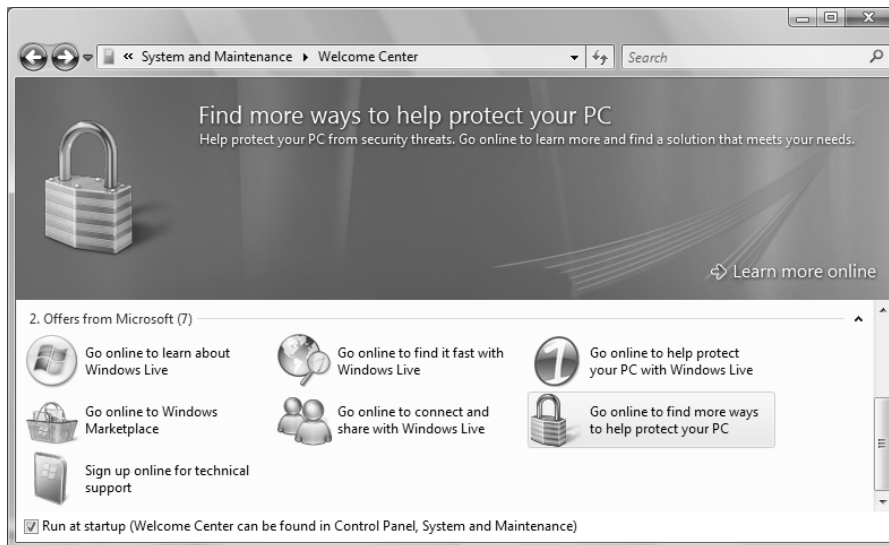 « System and Maintenance ▸ Welcome Center
Search
Find more ways to help protect your PC
Help protect your PC from security threats. Go online to learn more and find a solution that meets your needs.
Learn more online
2. Offers from Microsoft (7)
Go online to learn about
Windows Live
Go online to find it fast with
Windows Live
Go online to help protect
your PC with Windows Live
Go online to Windows
Marketplace
Go online to connect and
share with Windows Live
Go online to find more ways
to help protect your PC
Sign up online for technical
support
Run at startup (Welcome Center can be found in Control Panel, System and Maintenance)